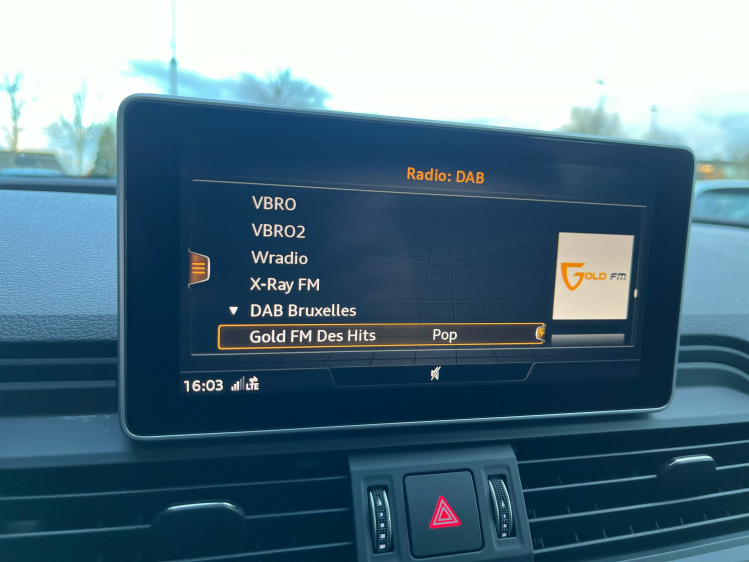 Radio: DAB
VBRO
VBRO2
Wradio
X-Ray FM
DAB Bruxelles
Gold FM Des Hits Pop
GOLD FM
16:03 LTE